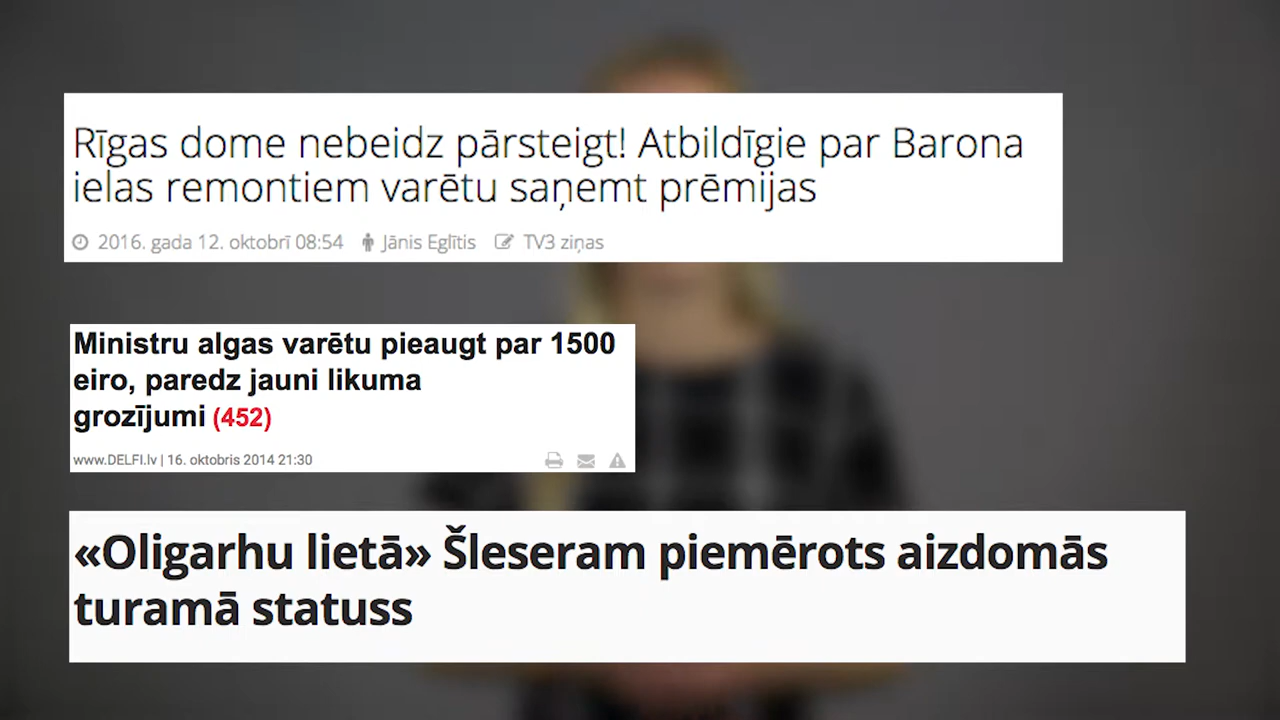 Rīgas dome nebeidz pārsteigt! Atbildīgie par Barona
ielas remontiem varētu saņemt prēmijas
2016. gada 12. oktobrī 08:54 Jānis Eglītis TV3 ziņas
Ministru algas varētu pieaugt par 1500
eiro, paredz jauni likuma
grozījumi (452)
www.DELFI.lv | 16. oktobris 2014 21:30
«Oligarhu lietā» Šleseram piemērots aizdomās
turamā statuss